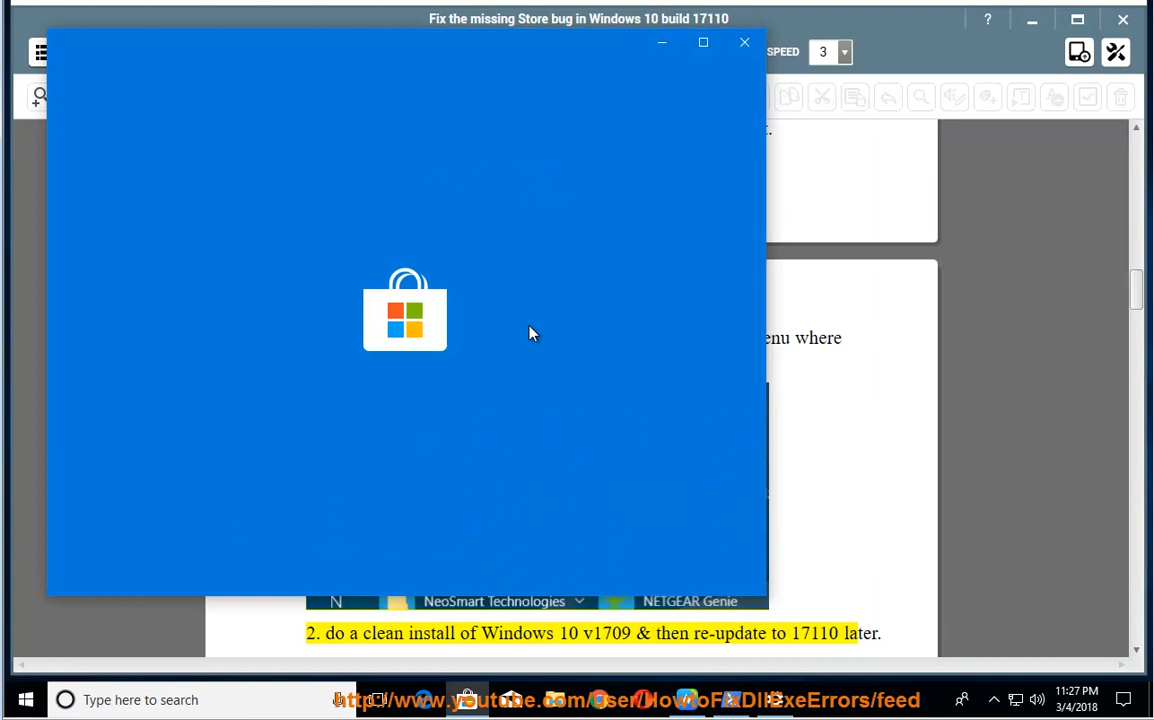 Fix the missing Store bug in Windows 10 build 17110
SPEED
3
t.
enu where
N
NeoSmart Technologies
NETGEAR Genie
2. do a clean install of Windows 10 v1709 & then re-update to 17110 later.
Type here to search
http://www.youtube.com/user/HowtoFixDllExeErrors/feed
11:27 PM
3/4/2018